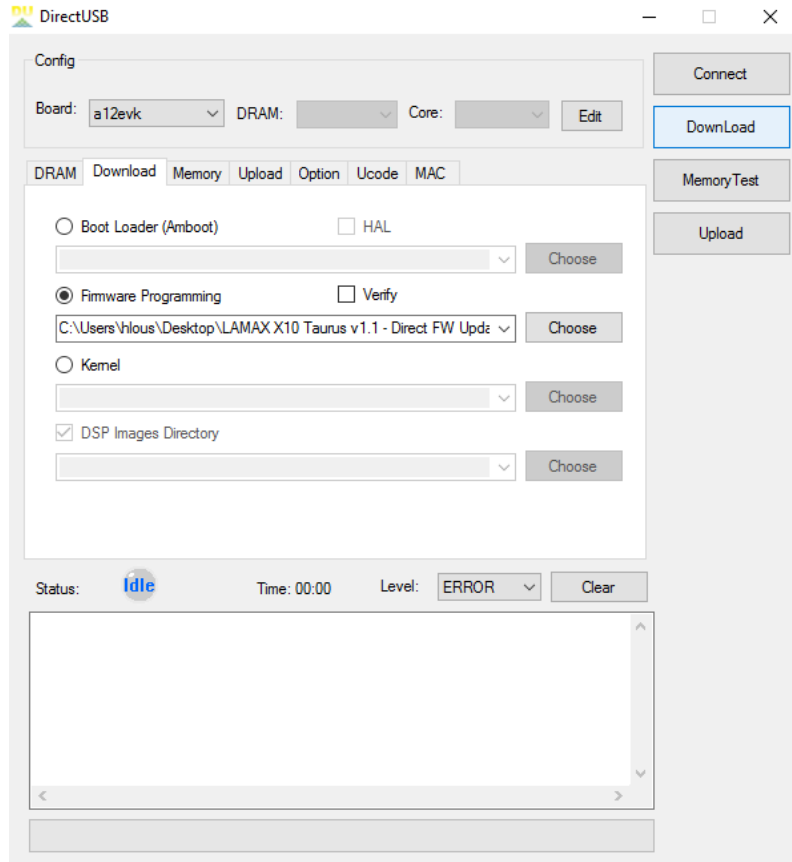 DirectUSB
Config
Board: a12evk DRAM: Core: Edit
Connect
DownLoad
MemoryTest
Upload
DRAM Download Memory Upload Option Ucode MAC
Boot Loader (Amboot) HAL
Choose
Firmware Programming Verify
C:\Users\hlous\Desktop\LAMAX X10 Taurus v1.1 - Direct FW Upda Choose
Kernel
Choose
DSP Images Directory
Choose
Status: Idle Time: 00:00 Level: ERROR Clear